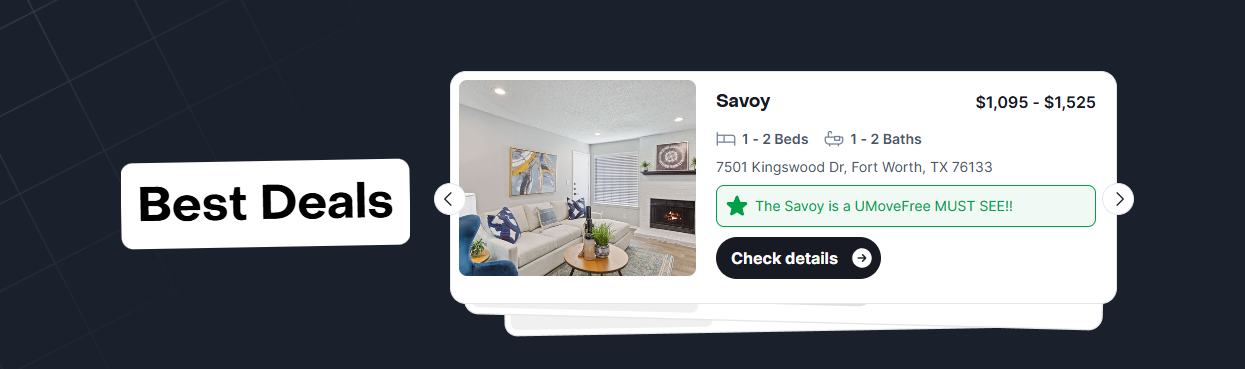 Best Deals
Savoy
$1,095 - $1,525
1 - 2 Beds
1 - 2 Baths
7501 Kingswood Dr, Fort Worth, TX 76133
The Savoy is a UMoveFree MUST SEE!!
Check details